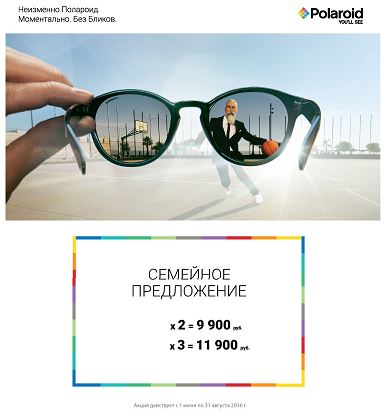 Неизменно Полароид.
Моментально. Без Бликов.
Polaroid
YOU'LL SEE
СЕМЕЙНОЕ
ПРЕДЛОЖЕНИЕ
x 2 = 9 900 руб.
x 3 = 11 900 руб.
Акция действует с 1 июня по 31 августа 2016 г.